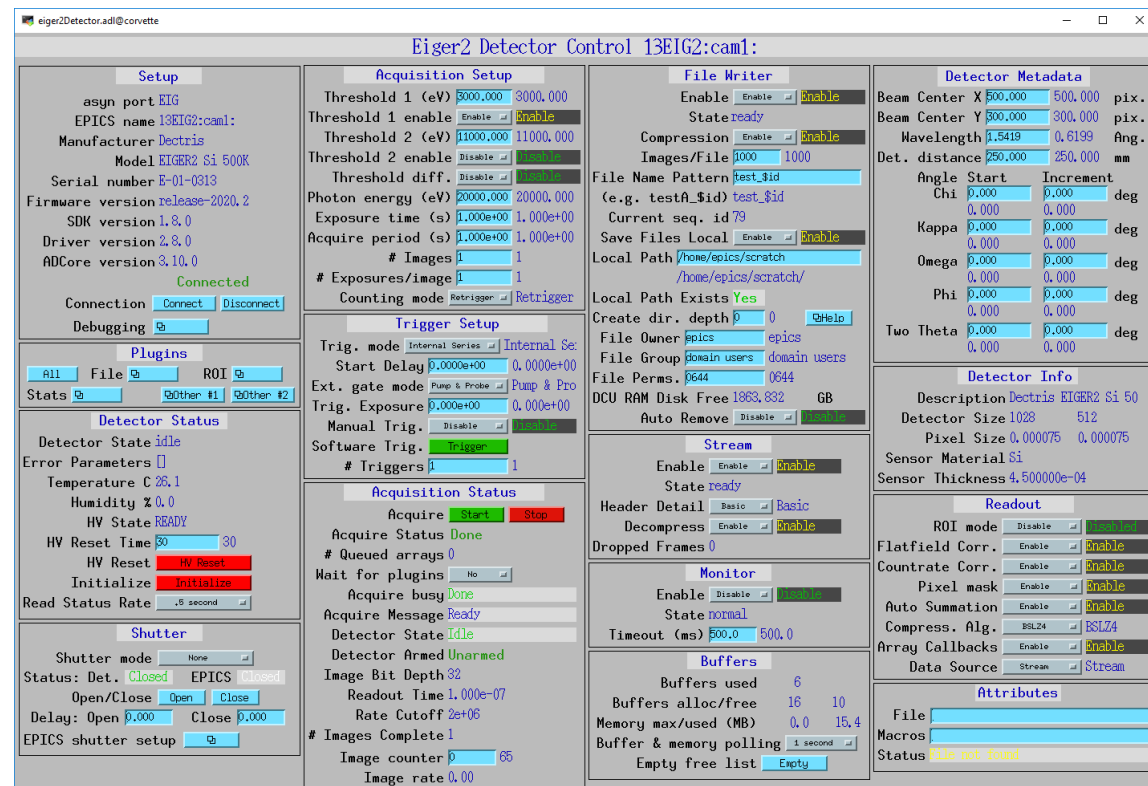 eiger2Detector.adl@corvette
Eiger2 Detector Control 13EIG2:cam1:
Setup
asyn port EIG
EPICS name 13EIG2:cam1:
Manufacturer Dectris
Model EIGER2 Si 500K
Serial number E-01-0313
Firmware version release-2020.2
SDK version 1.8.0
Driver version 2.8.0
ADCore version 3.10.0
Connected
Connection Connect Disconnect
Debugging
Plugins
All File ROI
Stats Other #1 Other #2
Detector Status
Detector State idle
Error Parameters []
Temperature C 26.1
Humidity % 0.0
HV State READY
HV Reset Time 30 30
HV Reset HV Reset
Initialize Initialize
Read Status Rate .5 second
Shutter
Shutter mode None
Status: Det. Closed EPICS Closed
Open/Close Open Close
Delay: Open 0.000 Close 0.000
EPICS shutter setup
Acquisition Setup
Threshold 1 (eV) 3000.000 3000.000
Threshold 1 enable Enable Enable
Threshold 2 (eV) 11000.000 11000.000
Threshold 2 enable Disable Disable
Threshold diff. Disable Disable
Photon energy (eV) 20000.000 20000.000
Exposure time (s) 1.000e+00 1.000e+00
Acquire period (s) 1.000e+00 1.000e+00
# Images 1 1
# Exposures/image 1 1
Counting mode Retrigger Retrigger
Trigger Setup
Trig. mode Internal Series Internal Se:
Start Delay 0.0000e+00 0.0000e+00
Ext. gate mode Pump & Probe Pump & Pro
Trig. Exposure 0.000e+00 0.000e+00
Manual Trig. Disable Disable
Software Trig. Trigger
# Triggers 1 1
Acquisition Status
Acquire Start Stop
Acquire Status Done
# Queued arrays 0
Wait for plugins No
Acquire busy Done
Acquire Message Ready
Detector State Idle
Detector Armed Unarmed
Image Bit Depth 32
Readout Time 1.000e-07
Rate Cutoff 2e+06
# Images Complete 1
Image counter 0 65
Image rate 0.00
File Writer
Enable Enable Enable
State ready
Compression Enable Enable
Images/File 1000 1000
File Name Pattern test_$id
(e.g. testA_$id) test_$id
Current seq. id 79
Save Files Local Enable Enable
Local Path /home/epics/scratch
/home/epics/scratch/
Local Path Exists Yes
Create dir. depth 0 0 Help
File Owner epics epics
File Group domain users domain users
File Perms. 0644 0644
DCU RAM Disk Free 1863.832 GB
Auto Remove Disable Disable
Stream
Enable Enable Enable
State ready
Header Detail Basic Basic
Decompress Enable Enable
Dropped Frames 0
Monitor
Enable Disable Disable
State normal
Timeout (ms) 500.0 500.0
Buffers
Buffers used 6
Buffers alloc/free 16 10
Memory max/used (MB) 0.0 15.4
Buffer & memory polling 1 second
Empty free list Empty
Detector Metadata
Beam Center X 500.000 500.000 pix.
Beam Center Y 300.000 300.000 pix.
Wavelength 1.5419 0.6199 Ang.
Det. distance 250.000 250.000 mm
Angle Start Increment
Chi 0.000 0.000 deg
0.000 0.000
Kappa 0.000 0.000 deg
0.000 0.000
Omega 0.000 0.000 deg
0.000 0.000
Phi 0.000 0.000 deg
0.000 0.000
Two Theta 0.000 0.000 deg
0.000 0.000
Detector Info
Description Dectris EIGER2 Si 50
Detector Size 1028 512
Pixel Size 0.000075 0.000075
Sensor Material Si
Sensor Thickness 4.500000e-04
Readout
ROI mode Disable Disabled
Flatfield Corr. Enable Enable
Countrate Corr. Enable Enable
Pixel mask Enable Enable
Auto Summation Enable Enable
Compress. Alg. BSLZ4 BSLZ4
Array Callbacks Enable Enable
Data Source Stream Stream
Attributes
File
Macros
Status File not found